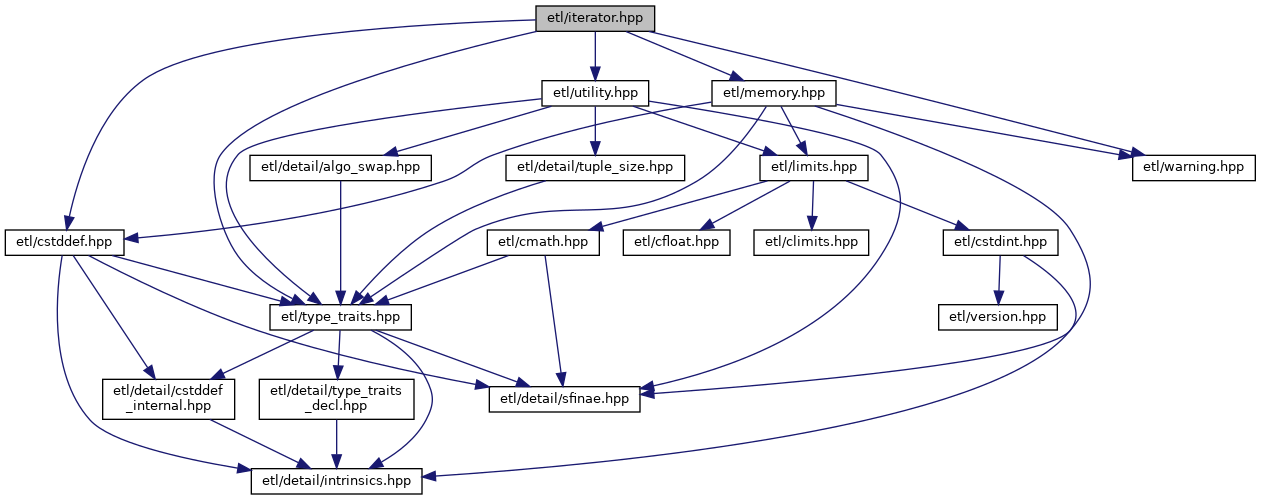 etl/iterator.hpp
etl/utility.hpp
etl/memory.hpp
etl/detail/algo_swap.hpp
etl/detail/tuple_size.hpp
etl/limits.hpp
etl/warning.hpp
etl/cstddef.hpp
etl/cmath.hpp
etl/cfloat.hpp
etl/climits.hpp
etl/cstdint.hpp
etl/type_traits.hpp
etl/version.hpp
etl/detail/cstddef
_internal.hpp
etl/detail/type_traits
_decl.hpp
etl/detail/sfinae.hpp
etl/detail/intrinsics.hpp